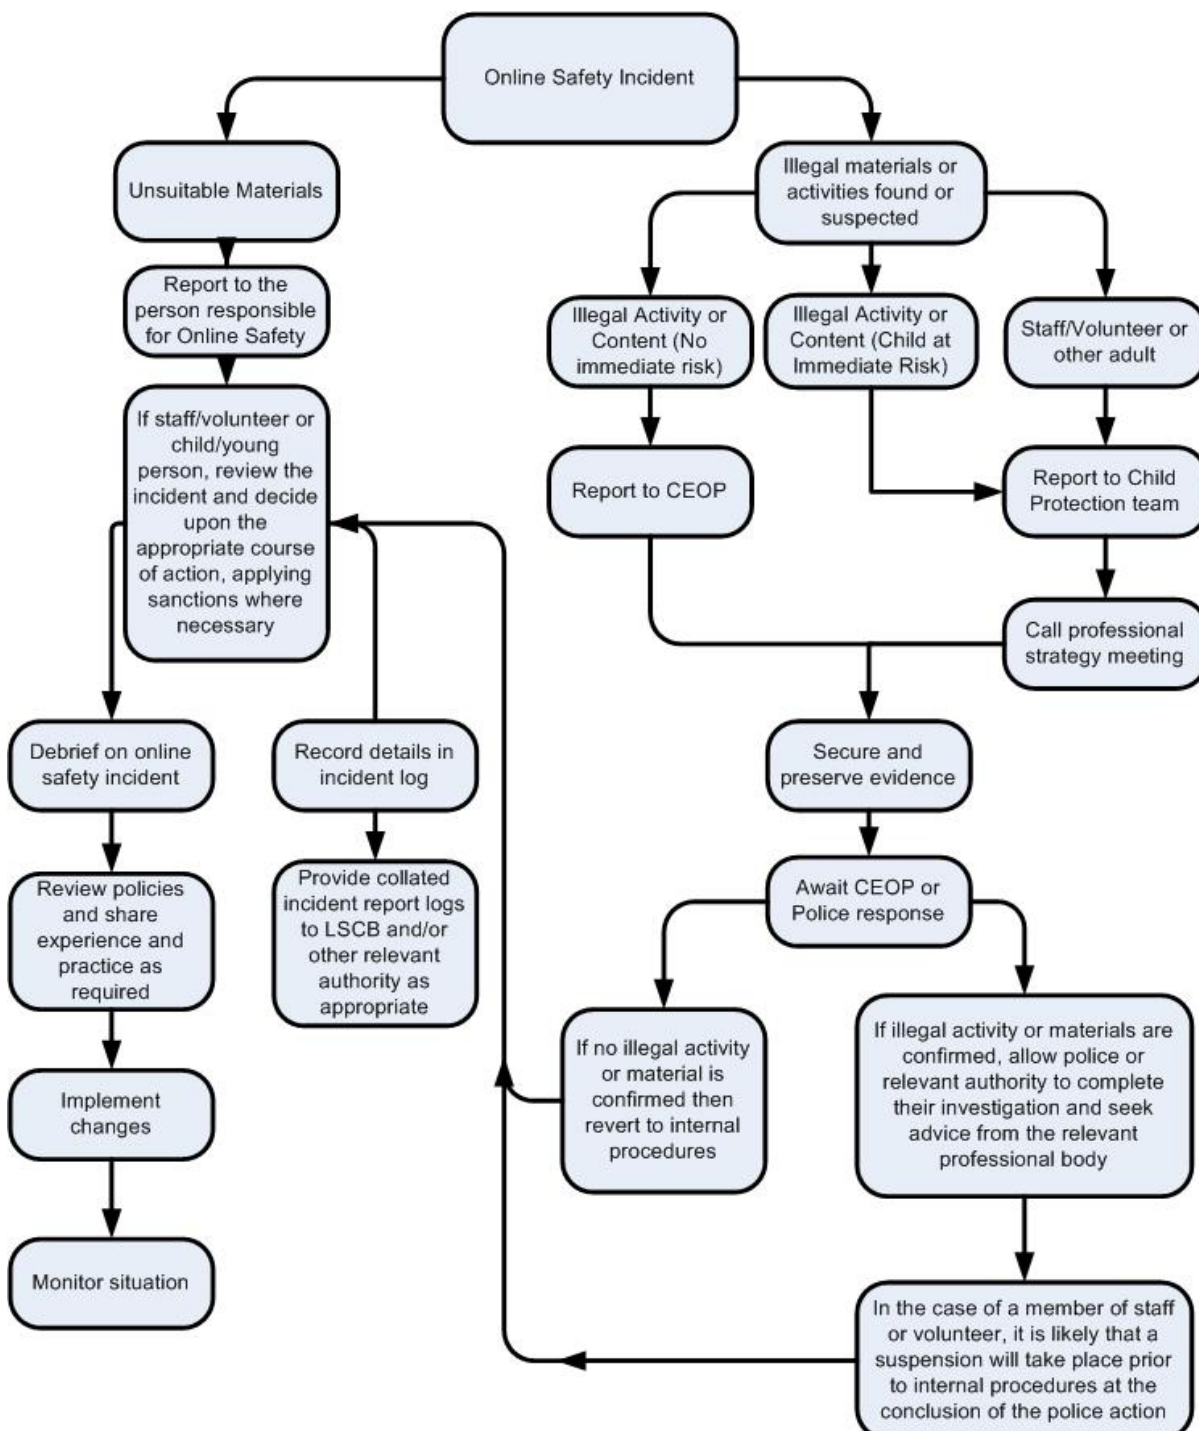 Online Safety Incident
Unsuitable Materials
Report to the
person responsible
for Online Safety
If staff/volunteer or
child/young
person, review the
incident and decide
upon the
appropriate course
of action, applying
sanctions where
necessary
Debrief on online
safety incident
Review policies
and share
experience and
practice as
required
Implement
changes
Monitor situation
Record details in
incident log
Provide collated
incident report logs
to LSCB and/or
other relevant
authority as
appropriate
Illegal materials or
activities found or
suspected
Illegal Activity or
Content (No
immediate risk)
Illegal Activity or
Content (Child at
Immediate Risk)
Staff/Volunteer or
other adult
Report to CEOP
Report to Child
Protection team
Call professional
strategy meeting
Secure and
preserve evidence
Await CEOP or
Police response
If no illegal activity
or material is
confirmed then
revert to internal
procedures
If illegal activity or materials are
confirmed, allow police or
relevant authority to complete
their investigation and seek
advice from the relevant
professional body
In the case of a member of staff
or volunteer, it is likely that a
suspension will take place prior
to internal procedures at the
conclusion of the police action